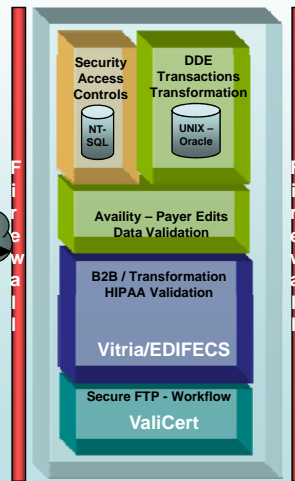 Security
Access
Controls
NT-
SQL
DDE
Transactions
Transformation
UNIX –
Oracle
Availity – Payer Edits
Data Validation
B2B / Transformation
HIPAA Validation
Vitria/EDIFECS
Secure FTP - Workflow
ValiCert
F
i
r
e
w
a
l
l